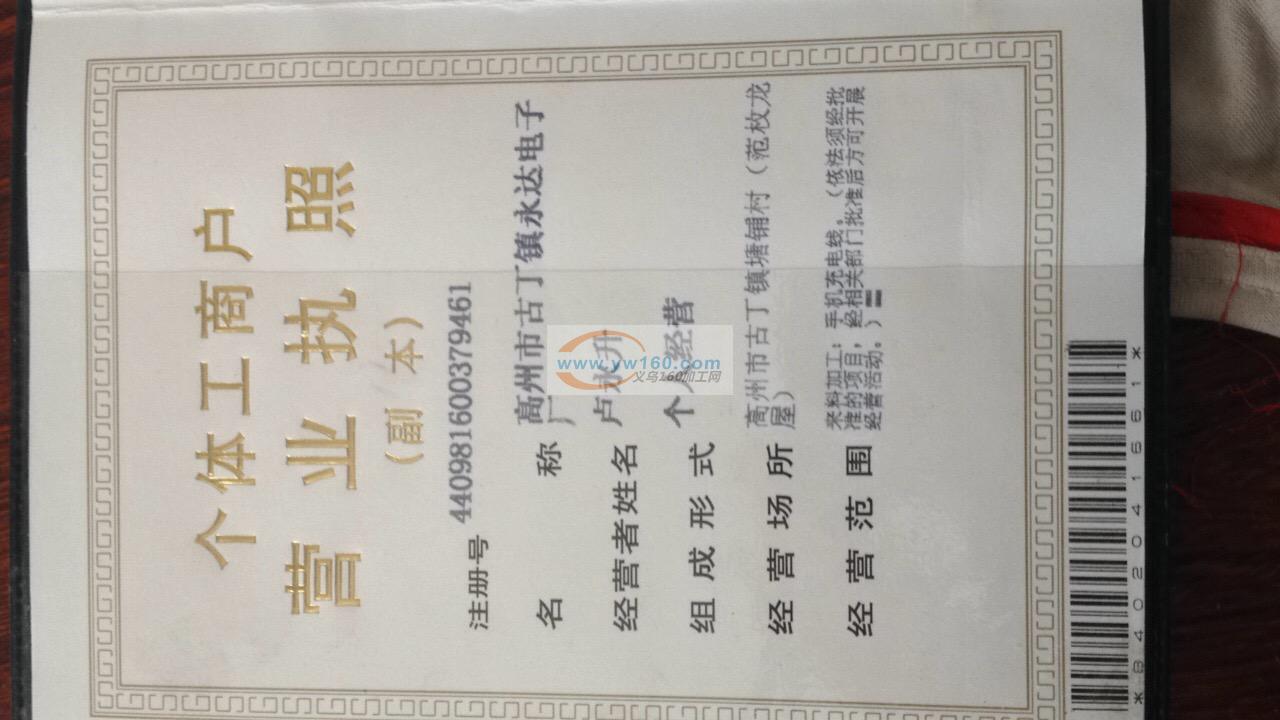 个体工商户
营业执照
（副 本）
注册号 440981600379461
名 称 高州市古丁镇永达电子
厂
经营者姓名 卢水升
组成形式 个人经营
经营场所 高州市古丁镇塘铺村（范枚龙
屋）
经营范围 来料加工：手机充电线。（依法须经批
准的项目，经相关部门批准后方可开展
经营活动。）
www.yw160.com
义乌160加工网